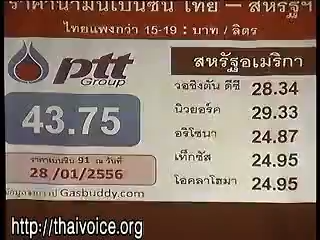 ราคาน้ำมันเบนซิน ไทย – สหรัฐฯ
ไทยแพงกว่า 15-19 : บาท / ลิตร
ptt
Group
43.75
ราคาเบนซิน 91 ณ วันที่
28 /01/2556
Gasbuddy.com
สหรัฐอเมริกา
วอชิงตัน ดีซี 28.34
นิวยอร์ค 29.33
อริโซนา 24.87
เท็กซัส 24.95
โอคลาโฮมา 24.95
http://thaivoice.org